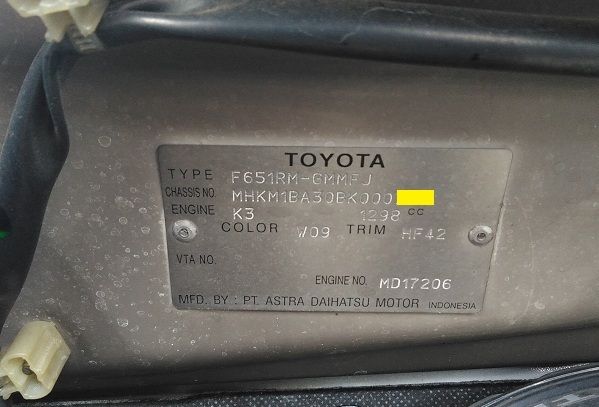 TOYOTA
TYPE F651RM-GMMFJ
CHASSIS NO. MHKM1BA30BK000
ENGINE K3 1298 CC
COLOR W09 TRIM HF42
VTA NO.
ENGINE NO. MD17206
MFD. BY : PT. ASTRA DAIHATSU MOTOR INDONESIA